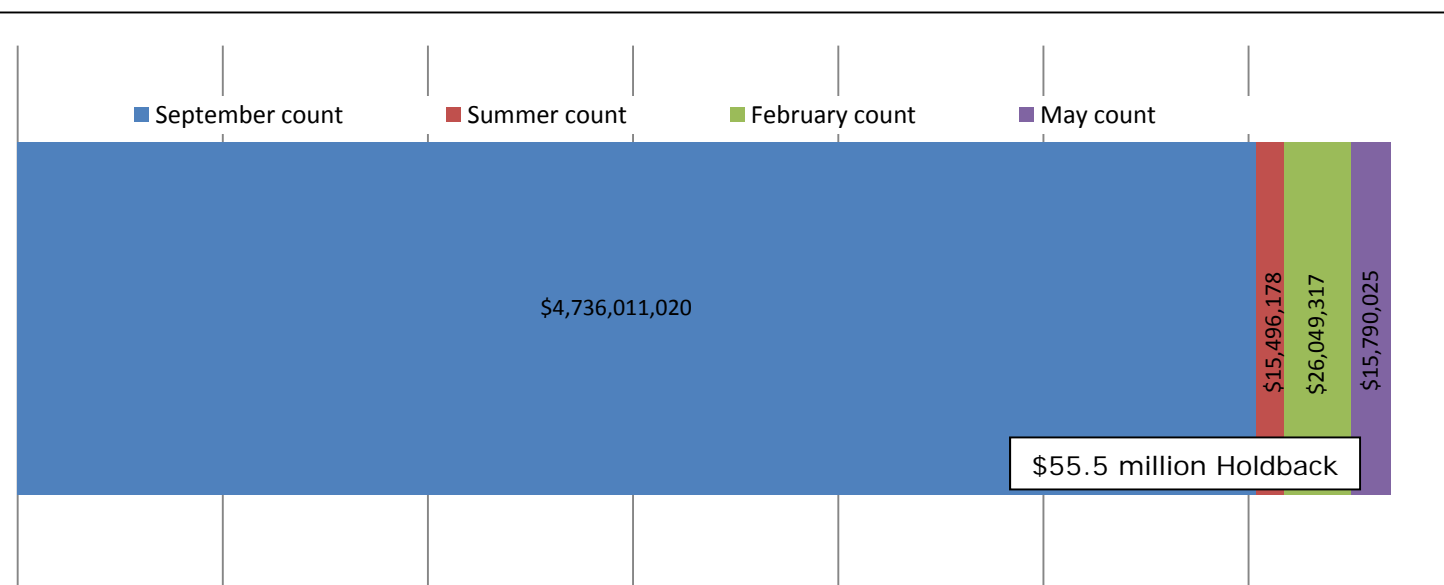 September count
Summer count
February count
May count
$4,736,011,020
$15,496,178
$26,049,317
$15,790,025
$55.5 million Holdback